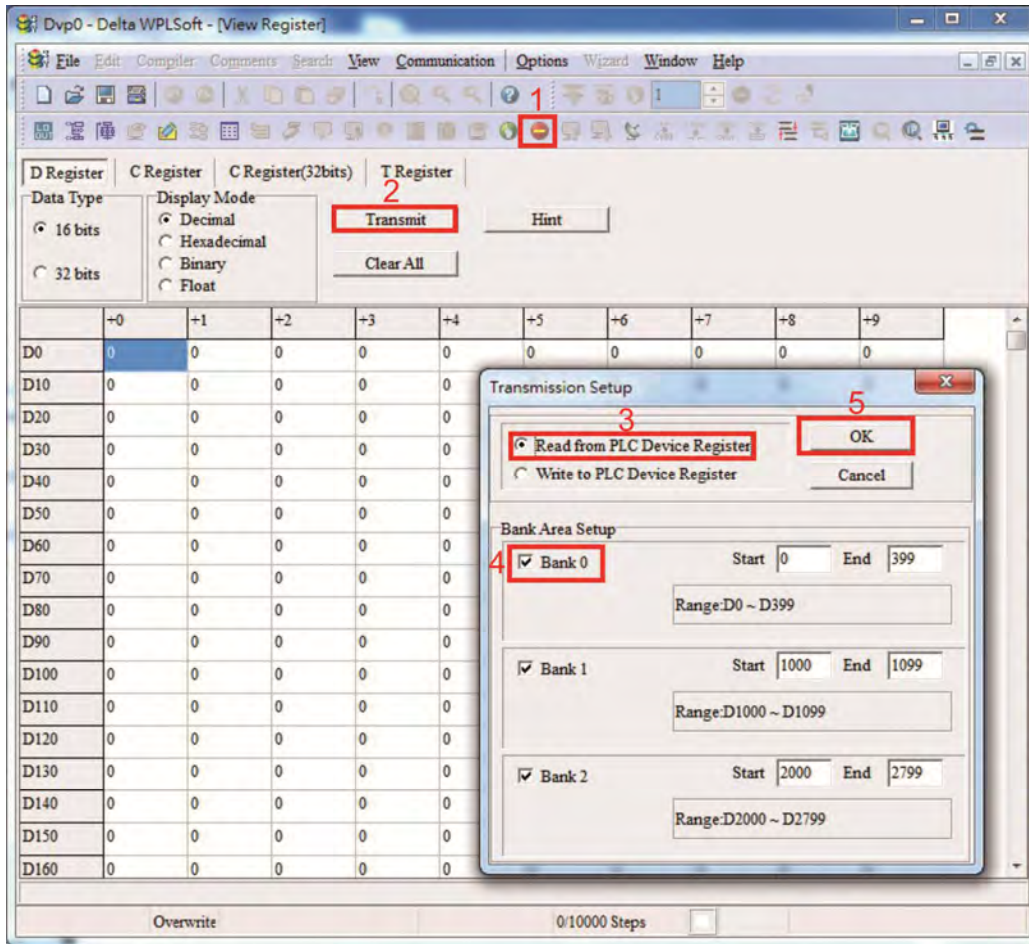 Dvp0 - Delta WPLSoft - [View Register]
File Edit Compiler Comments Search View Communication Options Wizard Window Help
1
1
D Register C Register C Register(32bits) T Register
2
Data Type Display Mode
16 bits Decimal Transmit Hint
Hexadecimal
32 bits Binary Clear All
Float
+0 +1 +2 +3 +4 +5 +6 +7 +8 +9
D0 0 0 0 0 0 0 0 0 0 0
D10 0 0 0 0 0
D20 0 0 0 0 0
D30 0 0 0 0 0
D40 0 0 0 0 0
D50 0 0 0 0 0
D60 0 0 0 0 0
D70 0 0 0 0 0
D80 0 0 0 0 0
D90 0 0 0 0 0
D100 0 0 0 0 0
D110 0 0 0 0 0
D120 0 0 0 0 0
D130 0 0 0 0 0
D140 0 0 0 0 0
D150 0 0 0 0 0
D160 0 0 0 0 0
Transmission Setup
3 5
Read from PLC Device Register OK
Write to PLC Device Register Cancel
Bank Area Setup
4 Bank 0 Start 0 End 399
Range:D0 ~ D399
Bank 1 Start 1000 End 1099
Range:D1000 ~ D1099
Bank 2 Start 2000 End 2799
Range:D2000 ~ D2799
Overwrite 0/10000 Steps